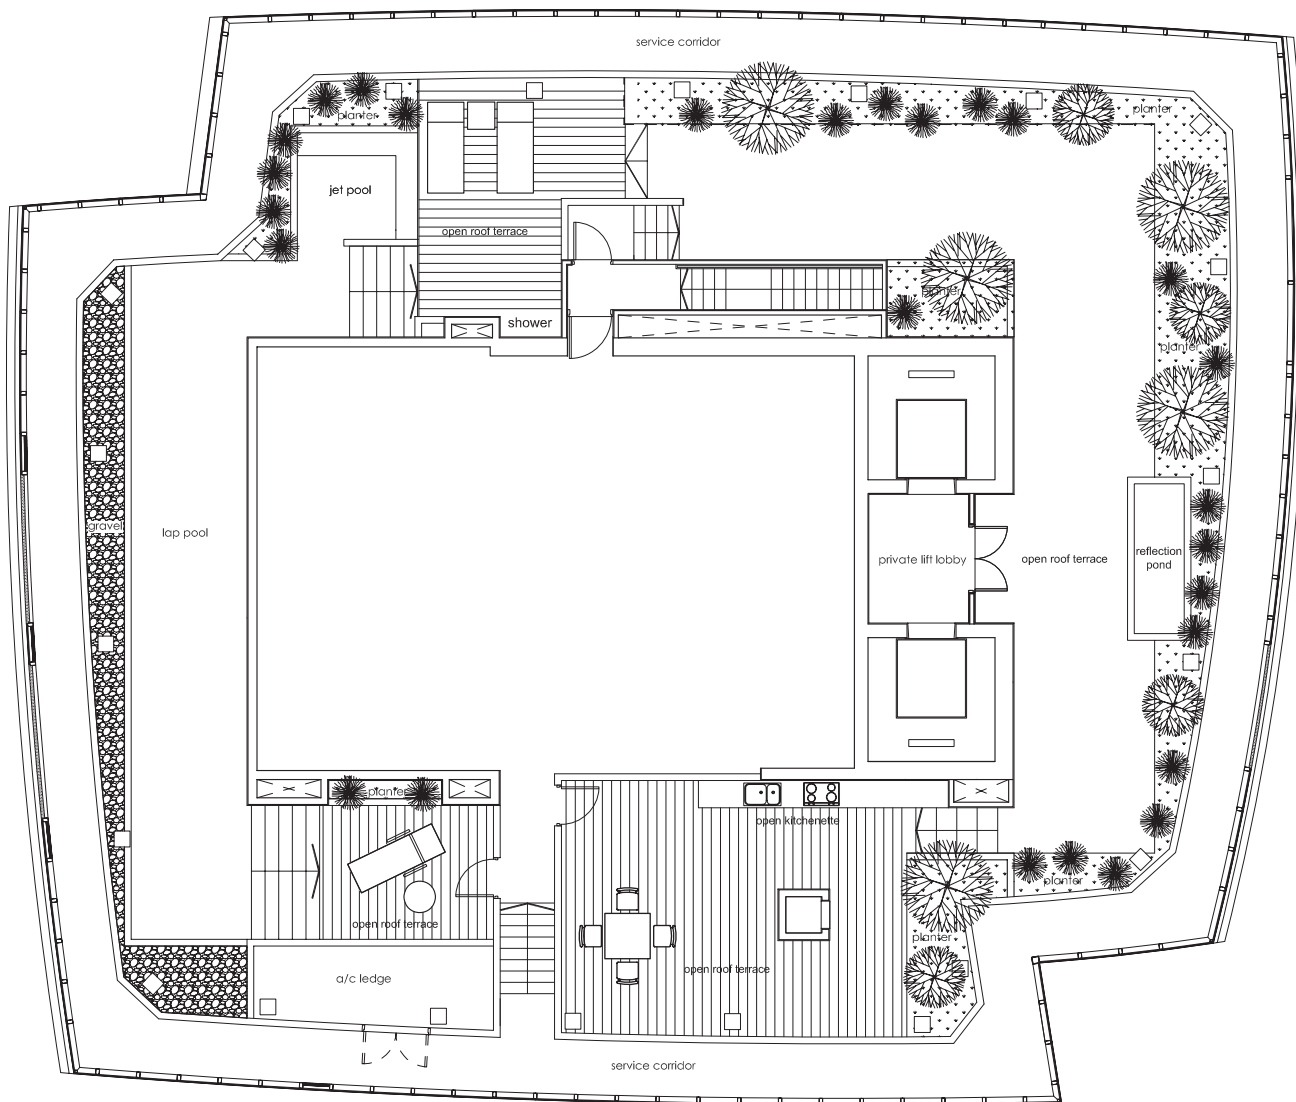 service corridor
planter
planter
jet pool
open roof terrace
planter
shower
planter
gravel
lap pool
private lift lobby
open roof terrace
reflection
pond
planter
open kitchenette
planter
open roof terrace
planter
open roof terrace
a/c ledge
service corridor